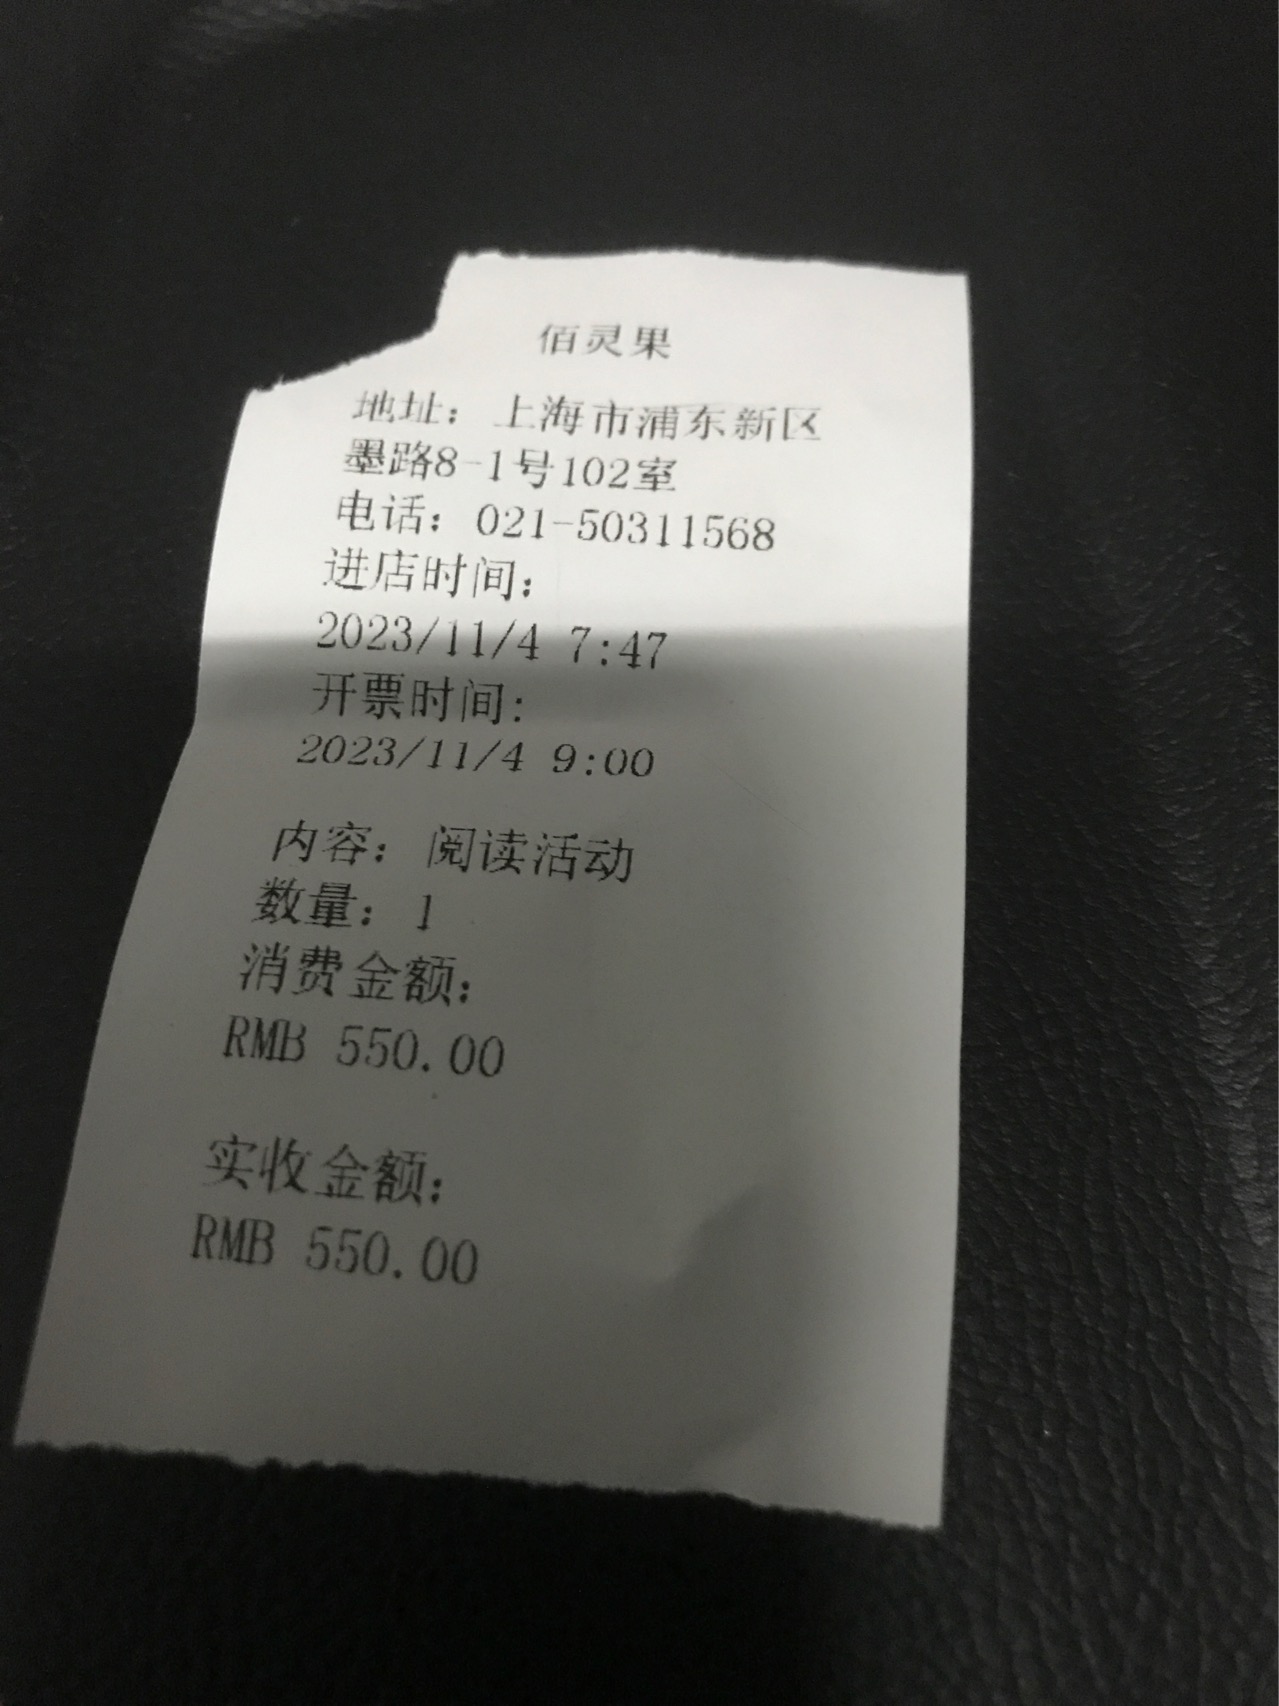 佰灵果
地址：上海市浦东新区
墨路8-1号102室
电话：021-50311568
进店时间：
2023/11/4 7:47
开票时间：
2023/11/4 9:00
内容：阅读活动
数量：1
消费金额：
RMB 550.00
实收金额：
RMB 550.00